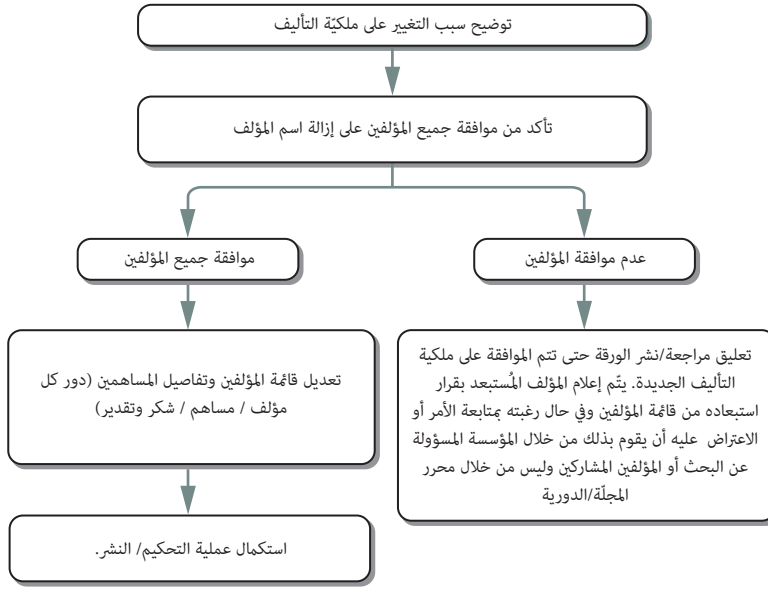 توضيح سبب التغيير على ملكيّة التأليف
تأكد من موافقة جميع المؤلفين على إزالة اسم المؤلف
عدم موافقة المؤلفين
موافقة جميع المؤلفين
تعليق مراجعة/نشر الورقة حتى تتم الموافقة على ملكية
التأليف الجديدة. يتّم إعلام المؤلف المُستبعد بقرار
استبعاده من قائمة المؤلفين وفي حال رغبته بمتابعة الأمر أو
الاعتراض عليه أن يقوم بذلك من خلال المؤسسة المسؤولة
عن البحث أو المؤلفين المشاركين وليس من خلال محرر
المجلّة/الدورية
تعديل قائمة المؤلفين وتفاصيل المساهمين (دور كل
مؤلف / مساهم / شكر وتقدير)
استكمال عملية التحكيم/ النشر.